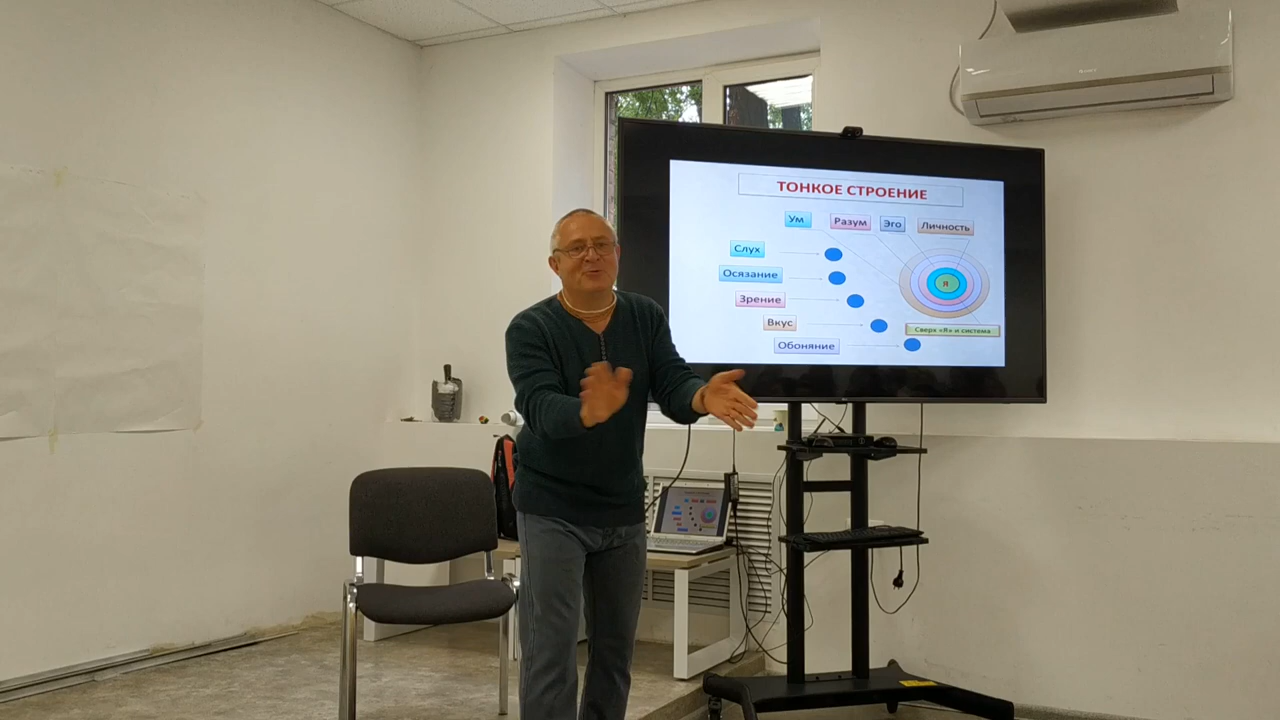 ТОНКОЕ СТРОЕНИЕ
Ум
Разум
Эго
Личность
Слух
Осязание
Зрение
Вкус
Обоняние
Я
Сверх «Я» и система